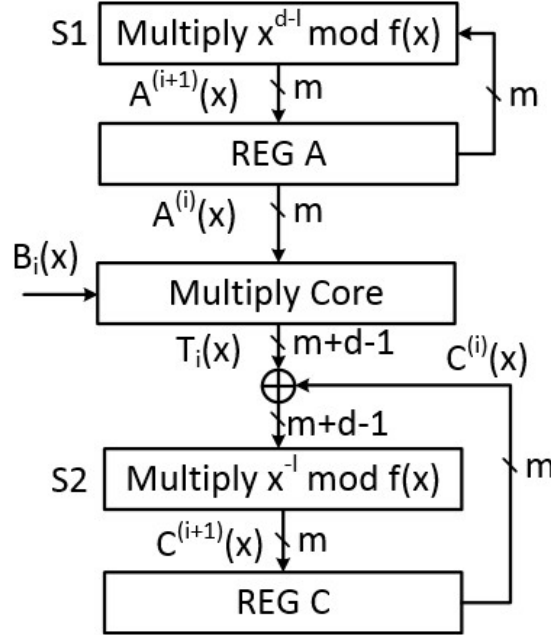 S1 Multiply x^{d-l} mod f(x)
A^{(i+1)}(x) m
m
REG A
A^{(i)}(x) m
B_i(x)
Multiply Core
T_i(x) m+d-1
C^{(i)}(x)
m+d-1
m
S2 Multiply x^{-l} mod f(x)
C^{(i+1)}(x) m
REG C